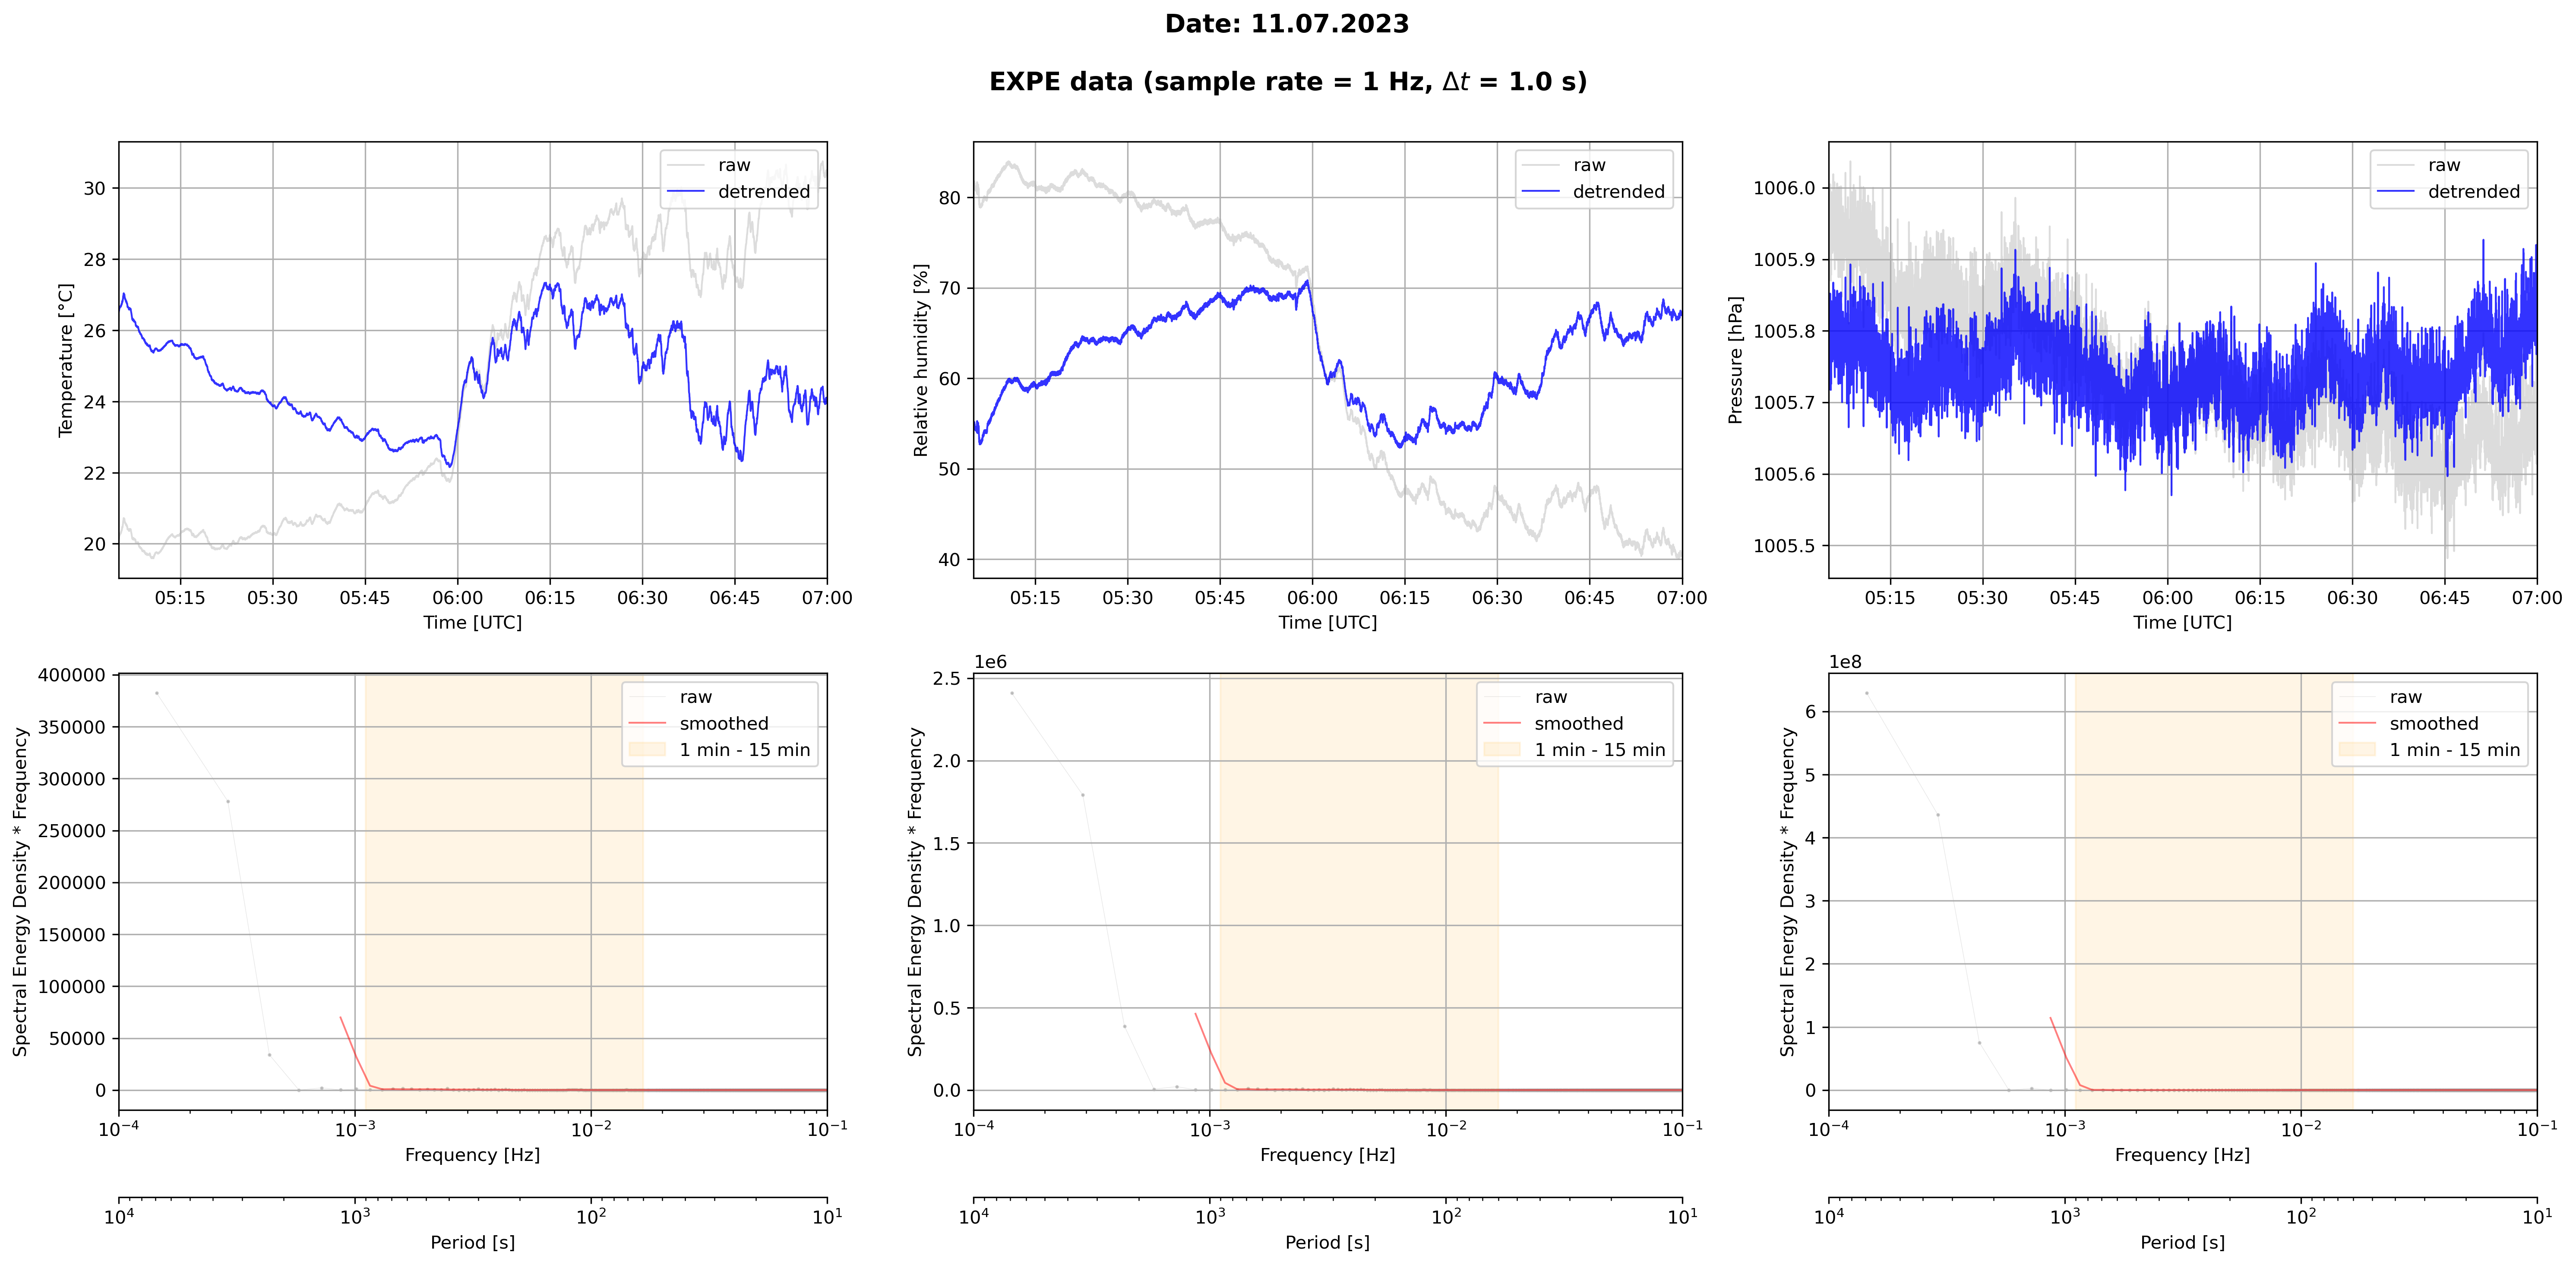 Date: 11.07.2023
EXPE data (sample rate = 1 Hz, Δt = 1.0 s)
Temperature [°C]
30
28
26
24
22
20
raw
detrended
05:15 05:30 05:45 06:00 06:15 06:30 06:45 07:00
Time [UTC]
Relative humidity [%]
80
70
60
50
40
raw
detrended
05:15 05:30 05:45 06:00 06:15 06:30 06:45 07:00
Time [UTC]
Pressure [hPa]
1006.0
1005.9
1005.8
1005.7
1005.6
1005.5
raw
detrended
05:15 05:30 05:45 06:00 06:15 06:30 06:45 07:00
Time [UTC]
Spectral Energy Density * Frequency
400000
350000
300000
250000
200000
150000
100000
50000
0
raw
smoothed
1 min - 15 min
10⁻⁴ 10⁻³ 10⁻² 10⁻¹
Frequency [Hz]
10⁴ 10³ 10² 10¹
Period [s]
1e6
Spectral Energy Density * Frequency
2.5
2.0
1.5
1.0
0.5
0.0
raw
smoothed
1 min - 15 min
10⁻⁴ 10⁻³ 10⁻² 10⁻¹
Frequency [Hz]
10⁴ 10³ 10² 10¹
Period [s]
1e8
Spectral Energy Density * Frequency
6
5
4
3
2
1
0
raw
smoothed
1 min - 15 min
10⁻⁴ 10⁻³ 10⁻² 10⁻¹
Frequency [Hz]
10⁴ 10³ 10² 10¹
Period [s]